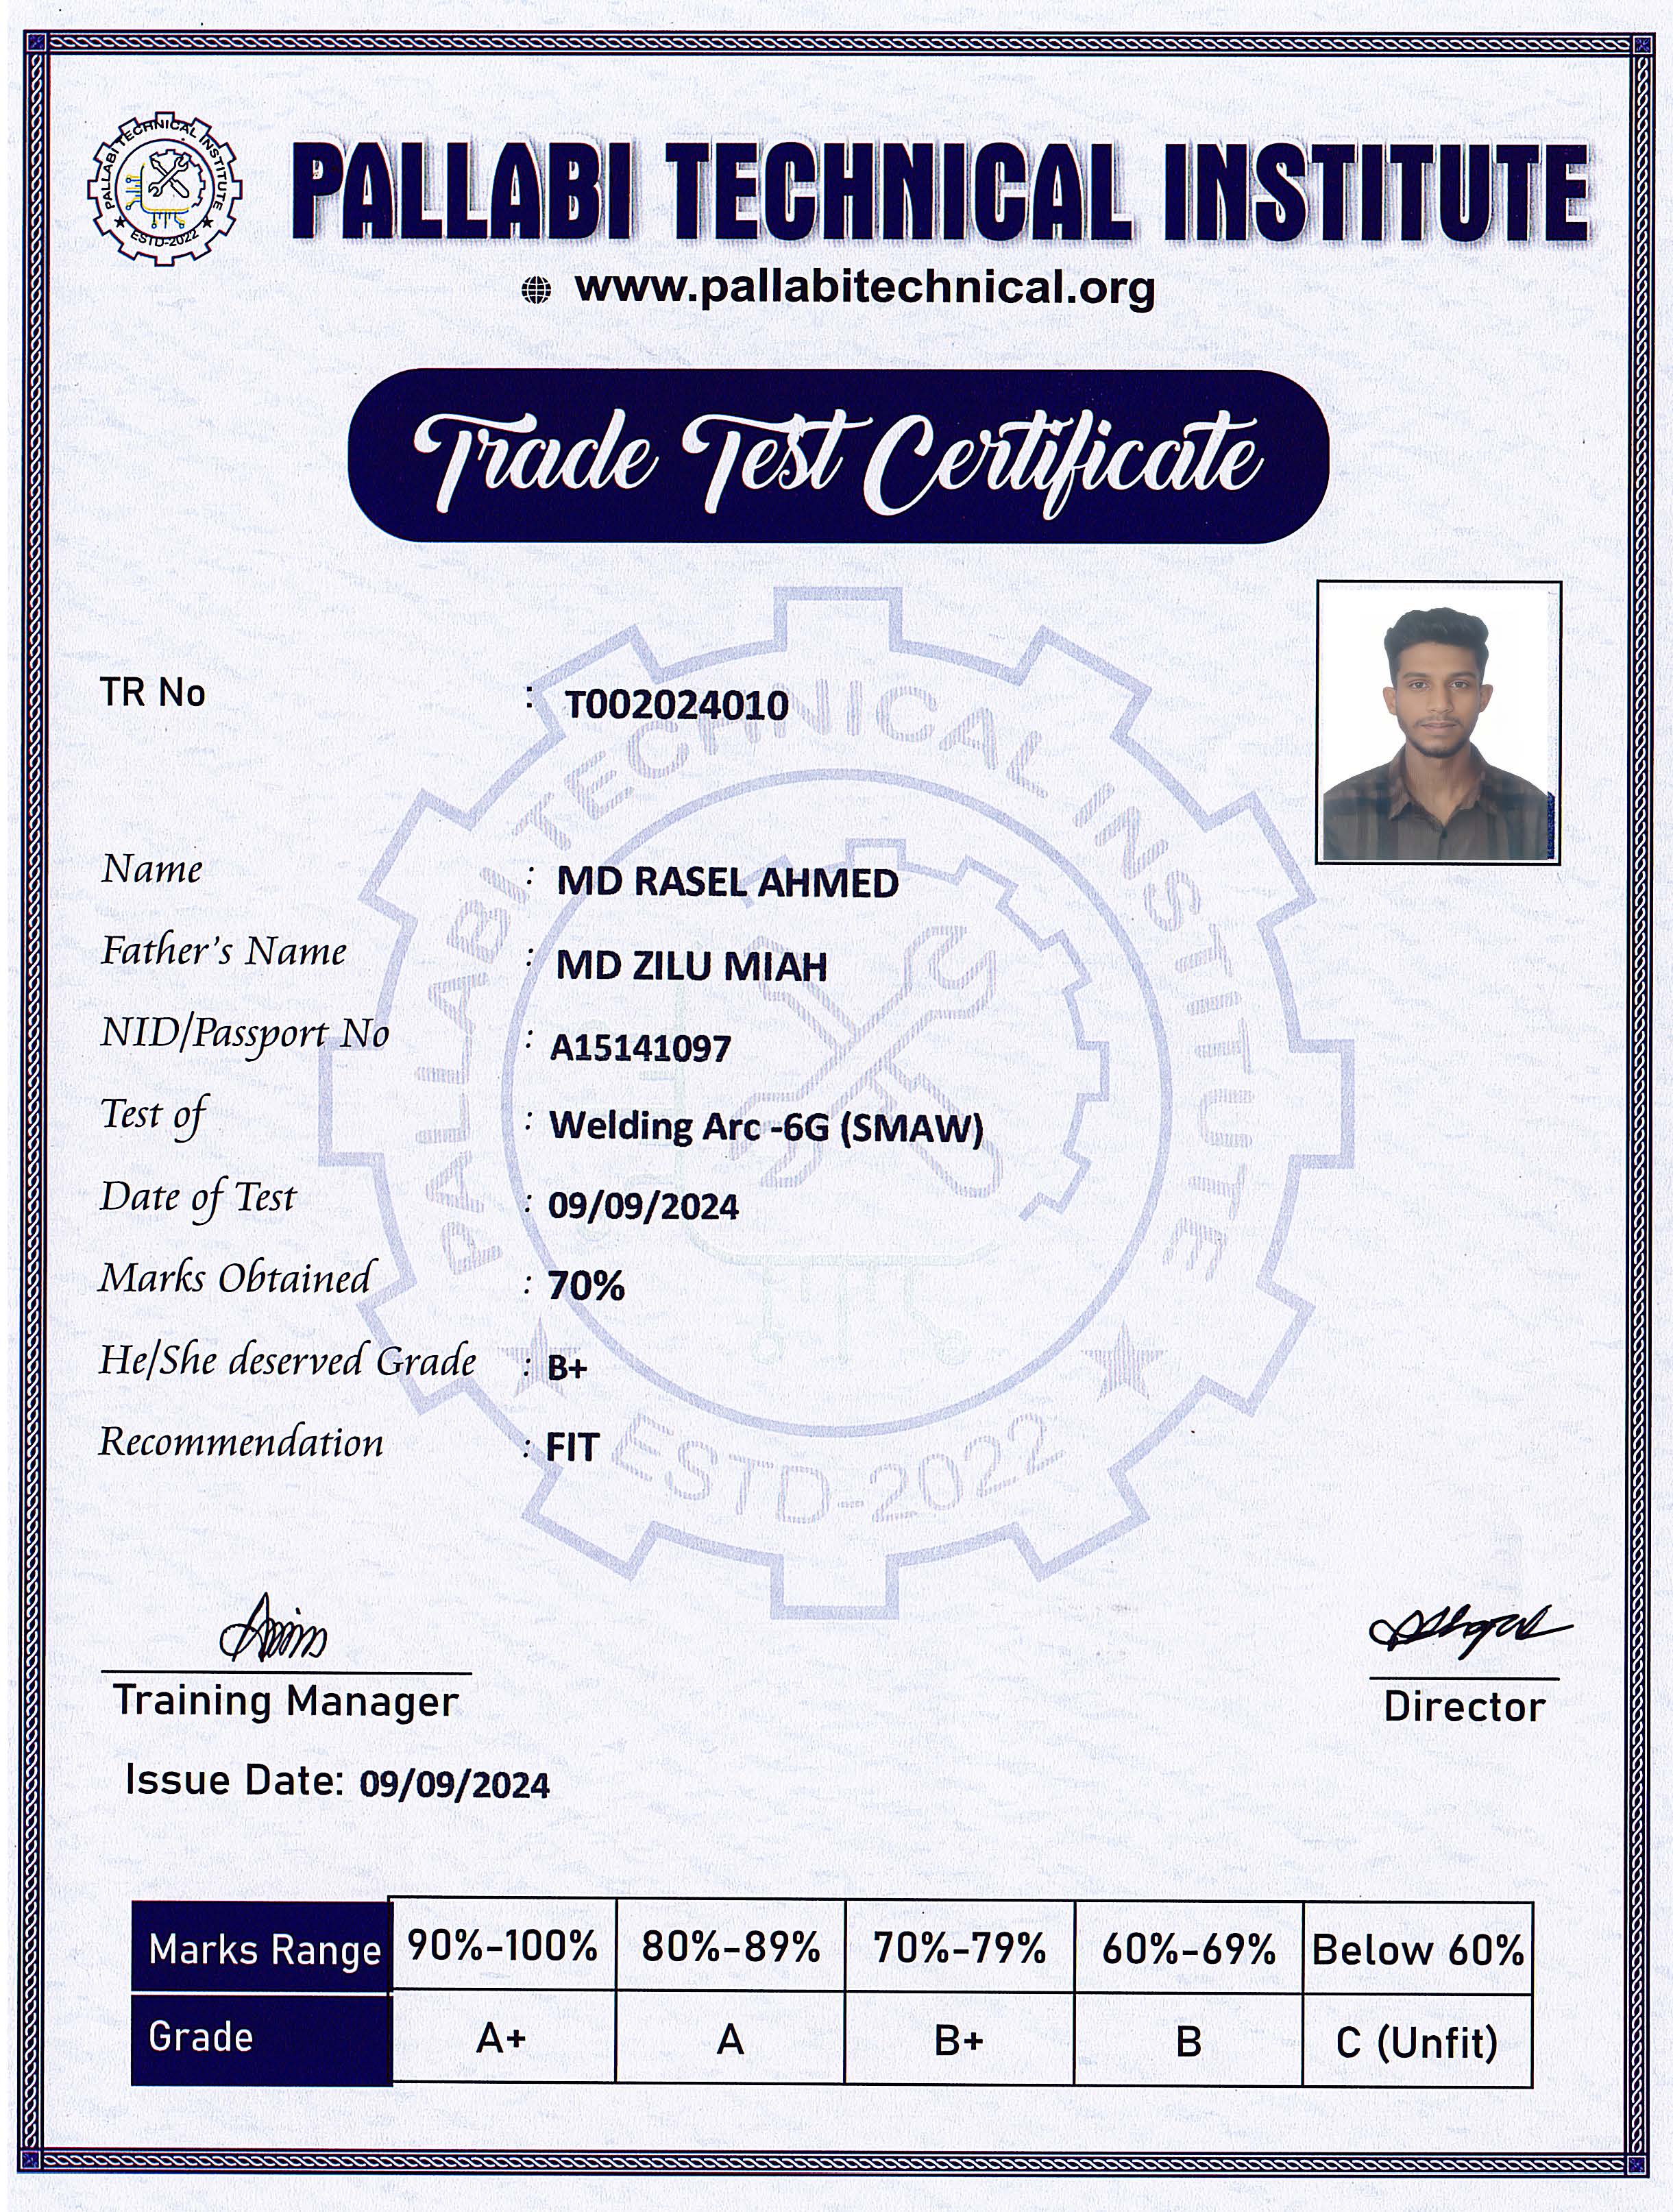 PALLABI TECHNICAL INSTITUTE
ESTD-2022
PALLABI TECHNICAL INSTITUTE
www.pallabitechnical.org
Trade Test Certificate
TR No : T002024010
Name : MD RASEL AHMED
Father's Name : MD ZILU MIAH
NID/Passport No : A15141097
Test of : Welding Arc -6G (SMAW)
Date of Test : 09/09/2024
Marks Obtained : 70%
He/She deserved Grade : B+
Recommendation : FIT
PALLABI TECHNICAL INSTITUTE
ESTD-2022
Training Manager
Director
Issue Date: 09/09/2024
Marks Range 90%-100% 80%-89% 70%-79% 60%-69% Below 60%
Grade A+ A B+ B C (Unfit)